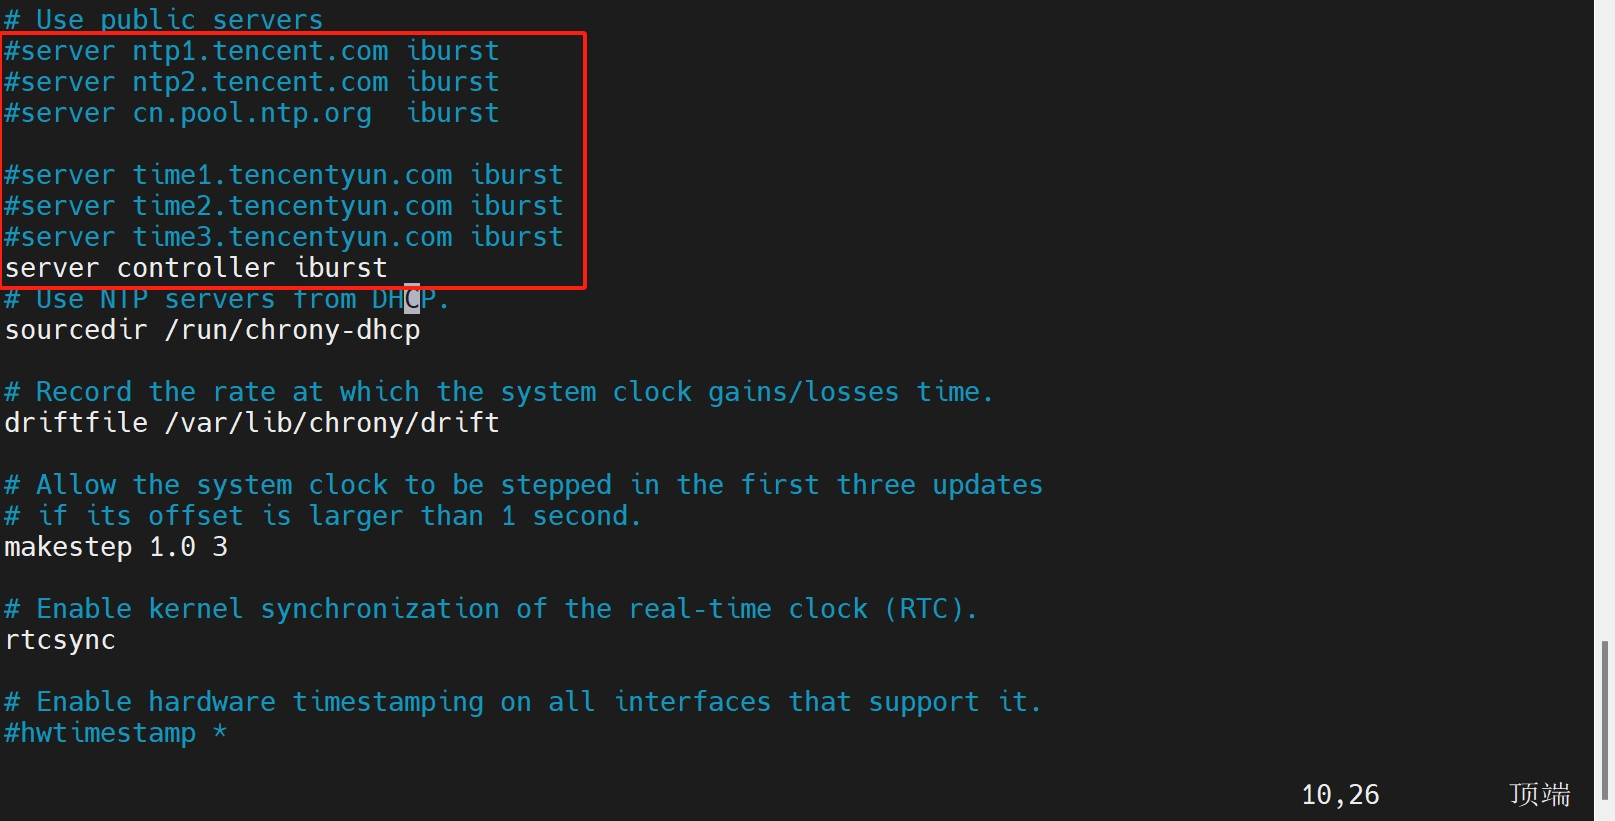 # Use public servers
#server ntp1.tencent.com iburst
#server ntp2.tencent.com iburst
#server cn.pool.ntp.org  iburst
#server time1.tencentyun.com iburst
#server time2.tencentyun.com iburst
#server time3.tencentyun.com iburst
server controller iburst
# Use NTP servers from DHCP.
sourcedir /run/chrony-dhcp
# Record the rate at which the system clock gains/losses time.
driftfile /var/lib/chrony/drift
# Allow the system clock to be stepped in the first three updates
# if its offset is larger than 1 second.
makestep 1.0 3
# Enable kernel synchronization of the real-time clock (RTC).
rtcsync
# Enable hardware timestamping on all interfaces that support it.
#hwtimestamp *
10,26 顶端